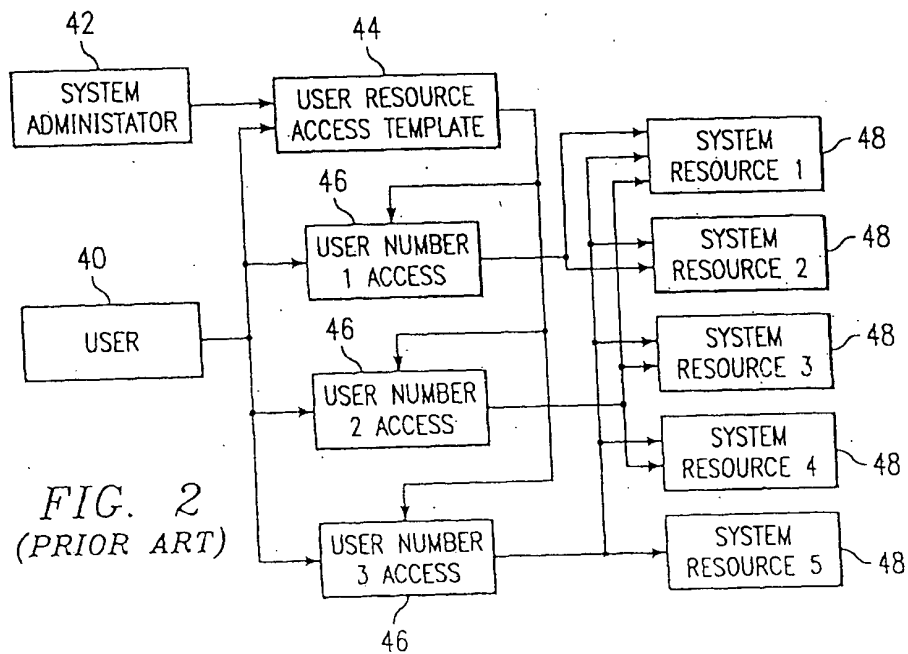 42
SYSTEM
ADMINISTATOR
44
USER RESOURCE
ACCESS TEMPLATE
46
USER NUMBER
1 ACCESS
40
USER
46
USER NUMBER
2 ACCESS
USER NUMBER
3 ACCESS
46
SYSTEM
RESOURCE 1
48
SYSTEM
RESOURCE 2
48
SYSTEM
RESOURCE 3
48
SYSTEM
RESOURCE 4
48
SYSTEM
RESOURCE 5
48
FIG. 2
(PRIOR ART)